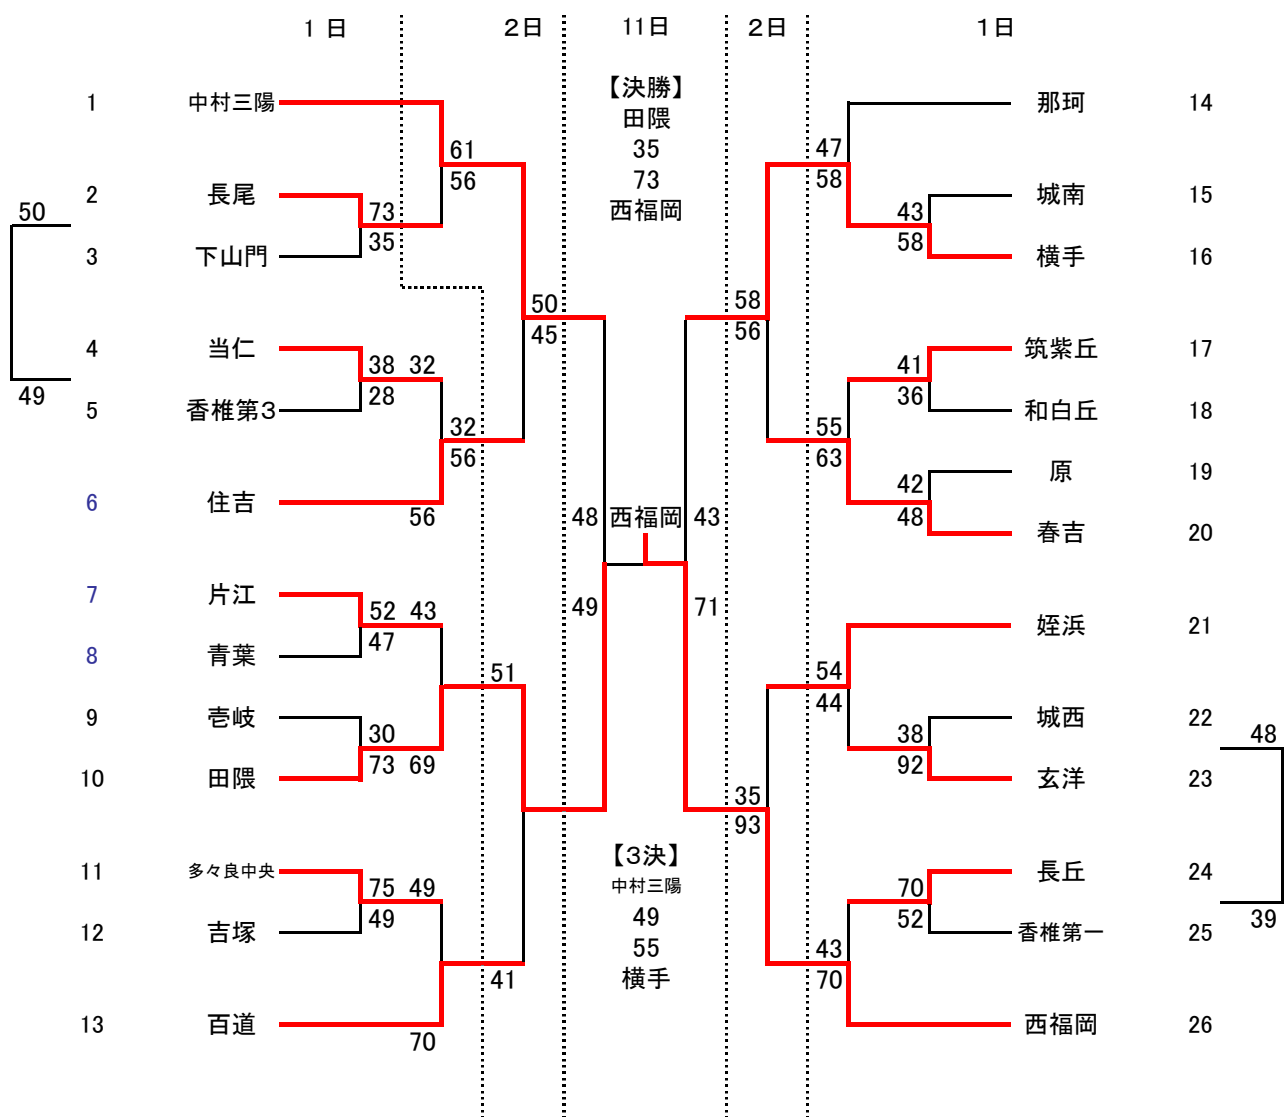 1 日
2日
11日
2日
1日
【決勝】
田隈
35
73
西福岡
1 中村三陽
61
56
2 長尾
73
35
3 下山門
50
49
50
45
4 当仁
38 32
28
5 香椎第3
32
56
6 住吉
56
48
49
7 片江
52 43
47
8 青葉
51
9 壱岐
30
73 69
10 田隈
11 多々良中央
75 49
49
12 吉塚
41
13 百道
70
西福岡
【3決】
中村三陽
49
55
横手
那珂 14
47
58
城南 15
43
58
横手 16
58
56
筑紫丘 17
41
36
和白丘 18
55
63
原 19
42
48
春吉 20
43
71
姪浜 21
54
44
城西 22
38
92
玄洋 23
48
39
35
93
長丘 24
70
52
香椎第一 25
43
70
西福岡 26